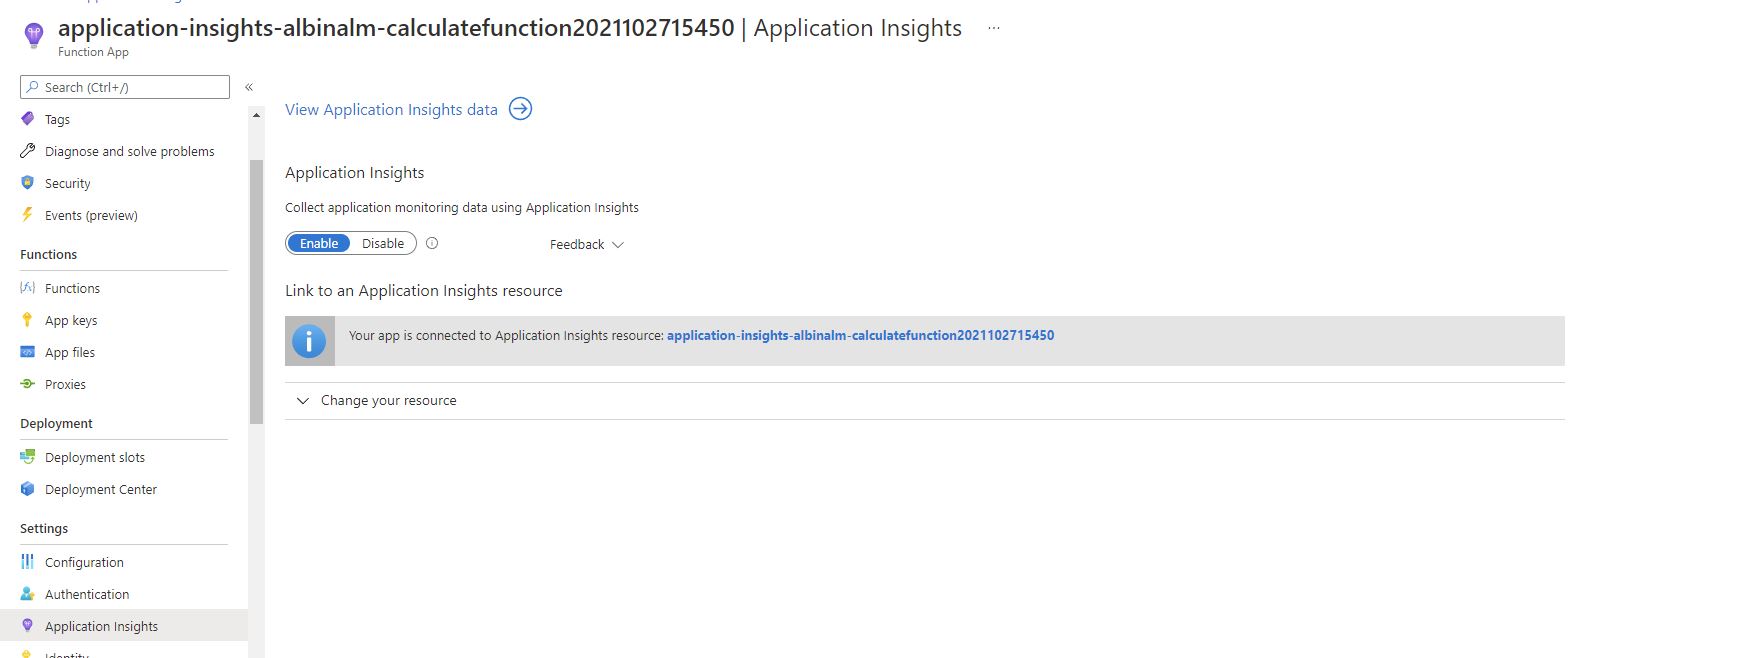 application-insights-albinalm-calculatefunction2021102715450 | Application Insights ...
Function App
Search (Ctrl+/)
«
Tags
Diagnose and solve problems
Security
Events (preview)
Functions
Functions
App keys
App files
Proxies
Deployment
Deployment slots
Deployment Center
Settings
Configuration
Authentication
Application Insights
Identity
View Application Insights data
Application Insights
Collect application monitoring data using Application Insights
Enable Disable Feedback
Link to an Application Insights resource
Your app is connected to Application Insights resource: application-insights-albinalm-calculatefunction2021102715450
Change your resource